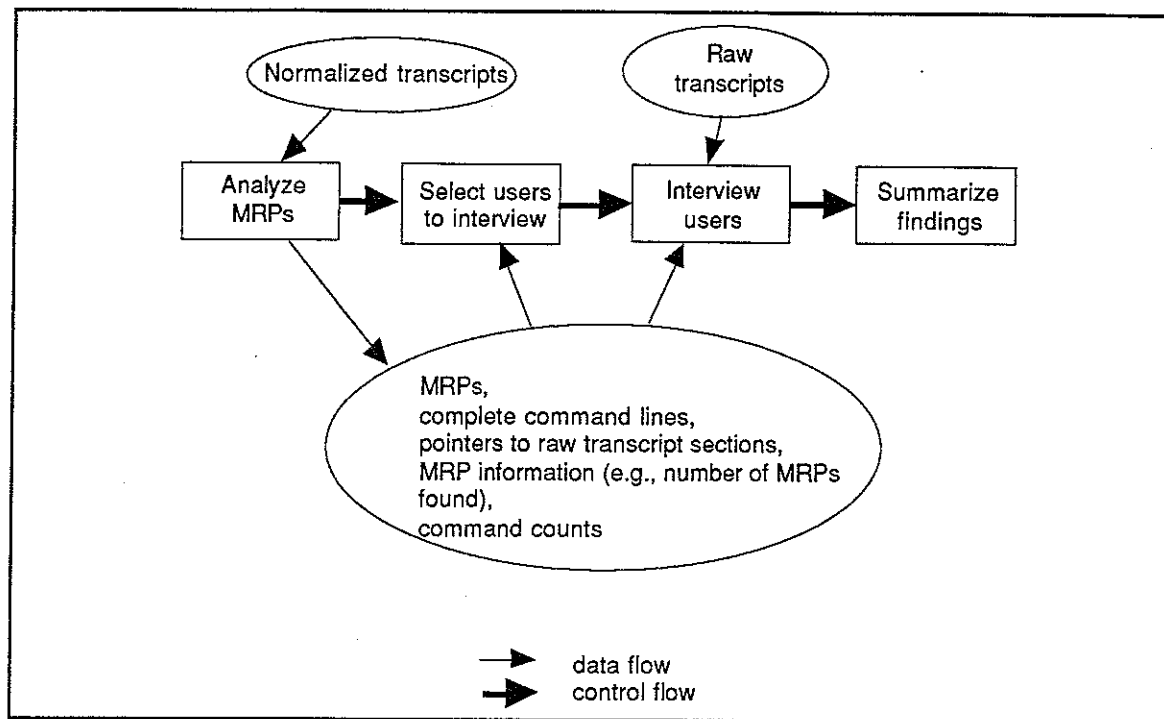 Normalized transcripts
Raw
transcripts
Analyze
MRPs
Select users
to interview
Interview
users
Summarize
findings
MRPs,
complete command lines,
pointers to raw transcript sections,
MRP information (e.g., number of MRPs
found),
command counts
data flow
control flow